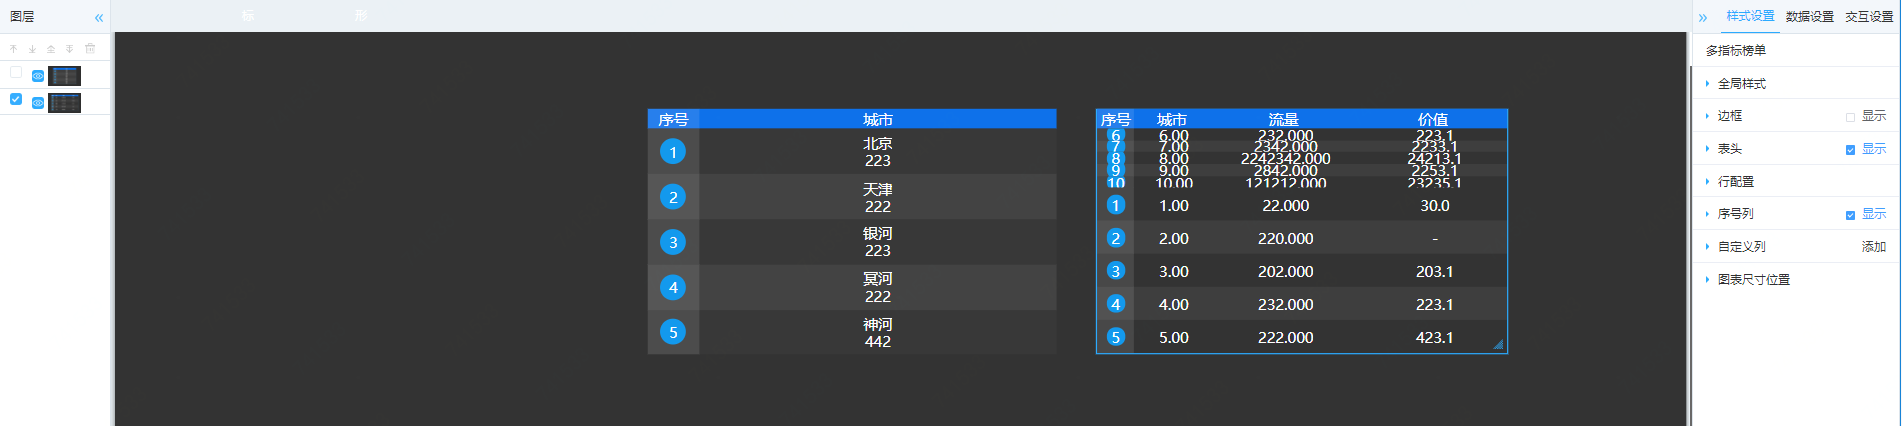 图层
标 形
样式设置 数据设置 交互设置
多指标榜单
全局样式
边框 显示
表头 显示
行配置
序号列 显示
自定义列 添加
图表尺寸位置
序号 城市
1 北京
223
2 天津
222
3 银河
223
4 冥河
222
5 神河
442
序号 城市 流量 价值
6 6.00 232.000 223.1
7 7.00 2342.000 2233.1
8 8.00 2242342.000 24213.1
9 9.00 2842.000 2253.1
10 10.00 121212.000 23235.1
1 1.00 22.000 30.0
2 2.00 220.000 -
3 3.00 202.000 203.1
4 4.00 232.000 223.1
5 5.00 222.000 423.1